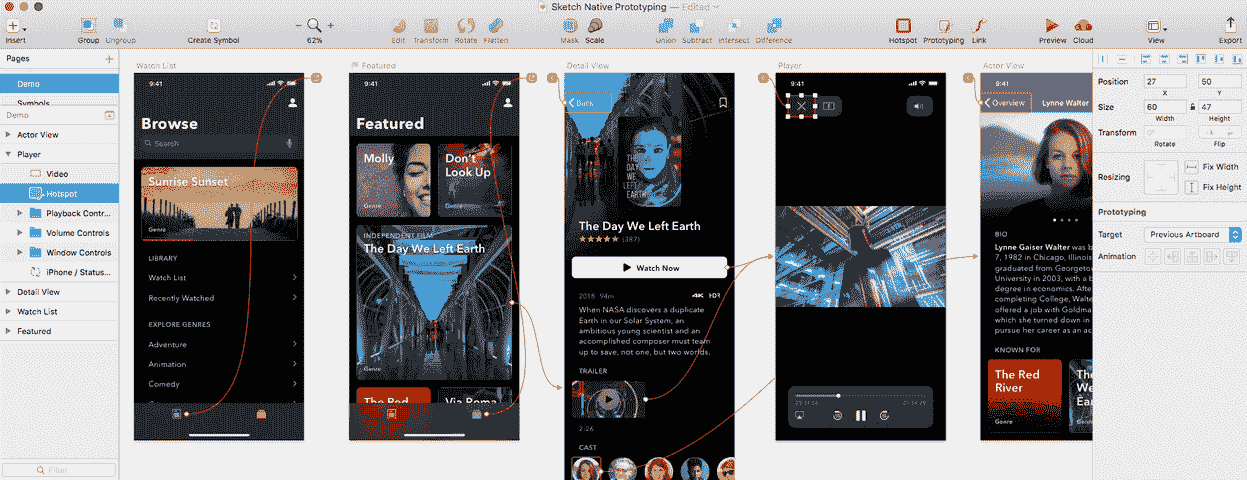 Sketch Native Prototyping — Edited
Insert
Group
Ungroup
Create Symbol
62%
Edit
Transform
Rotate
Flatten
Mask
Scale
Union
Subtract
Intersect
Difference
Hotspot
Prototyping
Link
Preview
Cloud
View
Export
Pages
Demo
Symbols
Demo
Actor View
Player
Video
Hotspot
Playback Contr...
Volume Controls
Window Controls
iPhone / Status...
Detail View
Watch List
Featured
Filter
Watch List
9:41
Browse
Search
Sunrise Sunset
Genre
LIBRARY
Watch List
Recently Watched
EXPLORE GENRES
Adventure
Animation
Comedy
Featured
9:41
Featured
Molly
Genre
Don't
Look Up
Genre
INDEPENDENT FILM
The Day We Left Earth
Genre
The Red
Via Roma
Detail View
Back
THE DAY
WE
LEFT
EARTH
The Day We Left Earth
(387)
Watch Now
2018 94m
4K HDR
When NASA discovers a duplicate
Earth in our Solar System, an
ambitious young scientist and an
accomplished composer must team
up to save, not one, but two worlds.
TRAILER
2:26
CAST
Player
9:41
Actor View
9:41
Overview
Lynne Walter
BIO
Lynne Gaiser Walter was b
7, 1982 in Chicago, Illinois
graduated from Georgetow
University in 2003, with a b
degree in economics. After
completing College, Walte
offered a job with Goldma
which she turned down in
pursue her career as an ac
KNOWN FOR
The Red
River
Genre
The
We
Ear
Genre
Position
27
50
X
Y
Size
60
47
Width
Height
Transform
Rotate
Flip
Resizing
Fix Width
Fix Height
Prototyping
Target
Previous Artboard
Animation